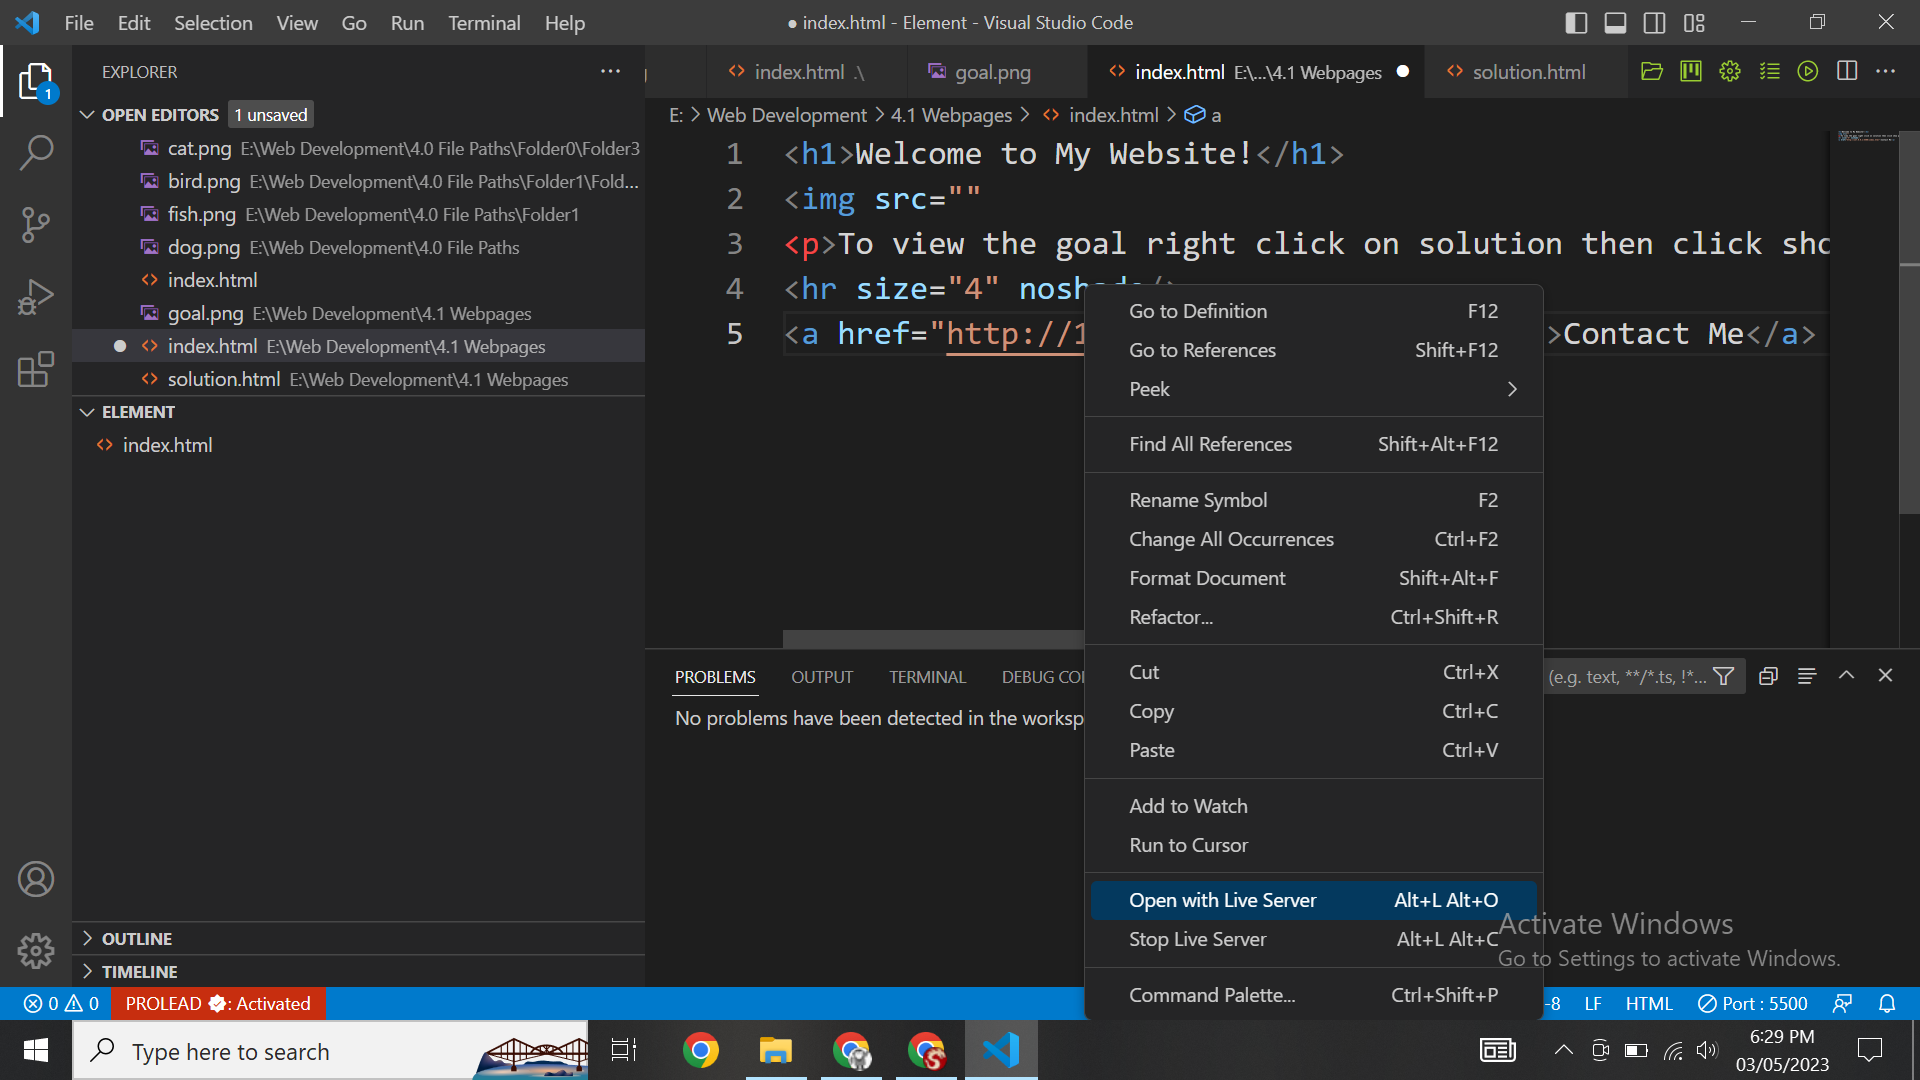 File Edit Selection View Go Run Terminal Help
● index.html - Element - Visual Studio Code
EXPLORER
index.html .\
goal.png
index.html E:\...\4.1 Webpages
solution.html
OPEN EDITORS 1 unsaved
E: > Web Development > 4.1 Webpages > index.html > a
1
cat.png E:\Web Development\4.0 File Paths\Folder0\Folder3
bird.png E:\Web Development\4.0 File Paths\Folder1\Fold...
fish.png E:\Web Development\4.0 File Paths\Folder1
dog.png E:\Web Development\4.0 File Paths
index.html
goal.png E:\Web Development\4.1 Webpages
index.html E:\Web Development\4.1 Webpages
solution.html E:\Web Development\4.1 Webpages
ELEMENT
index.html
OUTLINE
TIMELINE
1 <h1>Welcome to My Website!</h1>
2 <img src=""
3 <p>To view the goal right click on solution then click sho
4 <hr size="4" noshade/>
5 <a href="http://1 >Contact Me</a>
Go to Definition F12
Go to References Shift+F12
Peek
Find All References Shift+Alt+F12
Rename Symbol F2
Change All Occurrences Ctrl+F2
Format Document Shift+Alt+F
Refactor... Ctrl+Shift+R
Cut Ctrl+X
Copy Ctrl+C
Paste Ctrl+V
Add to Watch
Run to Cursor
Open with Live Server Alt+L Alt+O
Stop Live Server Alt+L Alt+C
Command Palette... Ctrl+Shift+P
PROBLEMS OUTPUT TERMINAL DEBUG CO
(e.g. text, **/*.ts, !*...
No problems have been detected in the worksp
Activate Windows
Go to Settings to activate Windows.
0 0 PROLEAD : Activated
-8 LF HTML Port : 5500
Type here to search
6:29 PM
03/05/2023